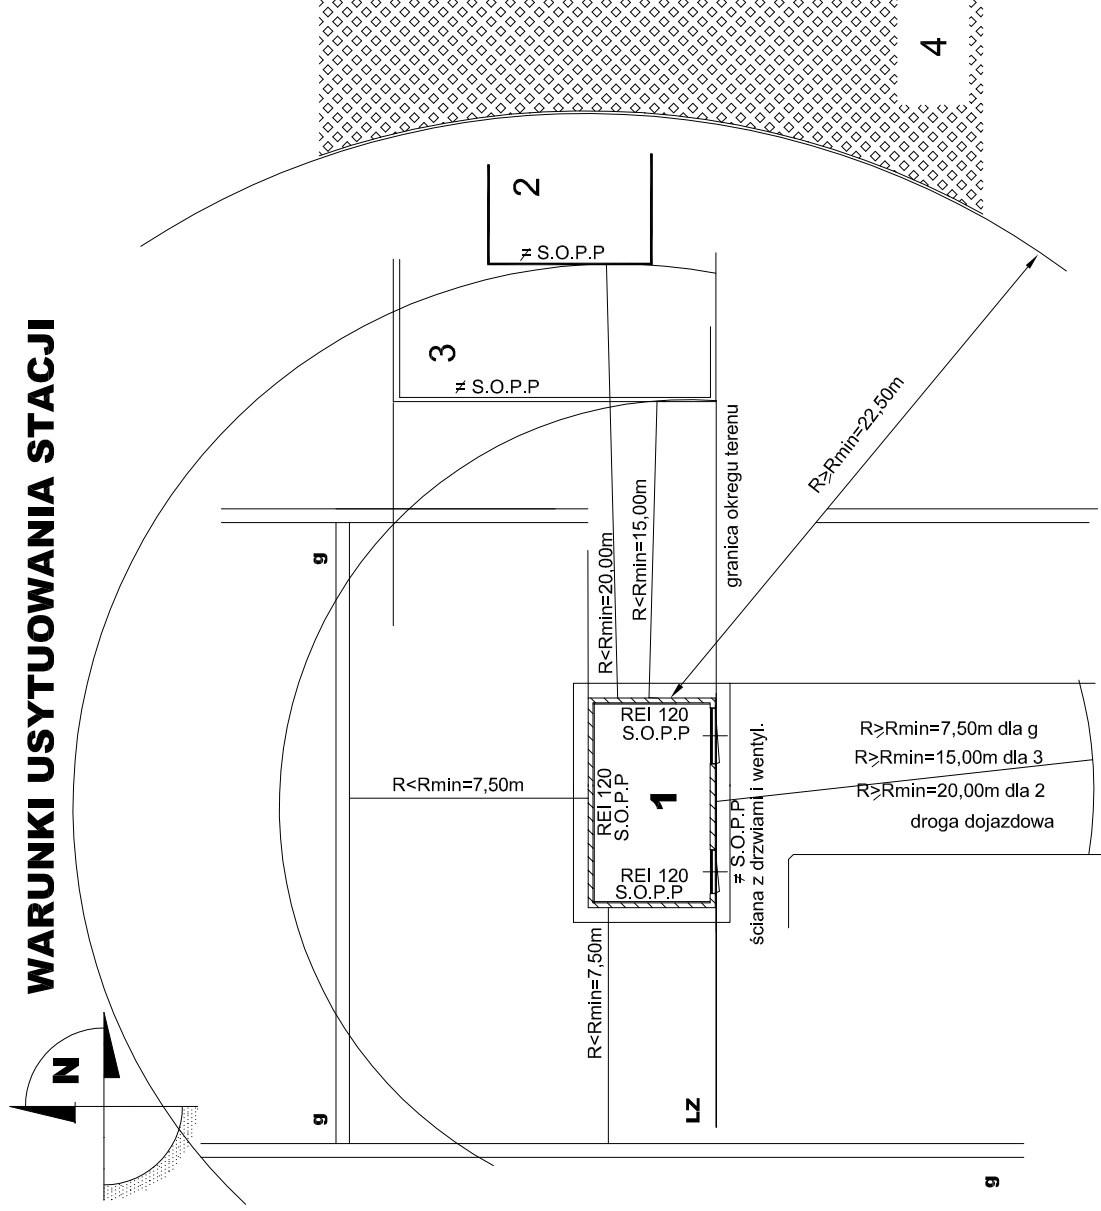 WARUNKI USYTUOWANIA STACJI
N
4
2
≠ S.O.P.P
3
≠ S.O.P.P
g
R<Rmin=20,00m
R<Rmin=15,00m
granica okregu terenu
R≥Rmin=22,50m
R<Rmin=7,50m
REI 120
S.O.P.P
REI 120
S.O.P.P
1
REI 120
S.O.P.P
≠ S.O.P.P
ściana z drzwiami i wentyl.
R≥Rmin=7,50m dla g
R≥Rmin=15,00m dla 3
R≥Rmin=20,00m dla 2
droga dojazdowa
R<Rmin=7,50m
LZ
g
g